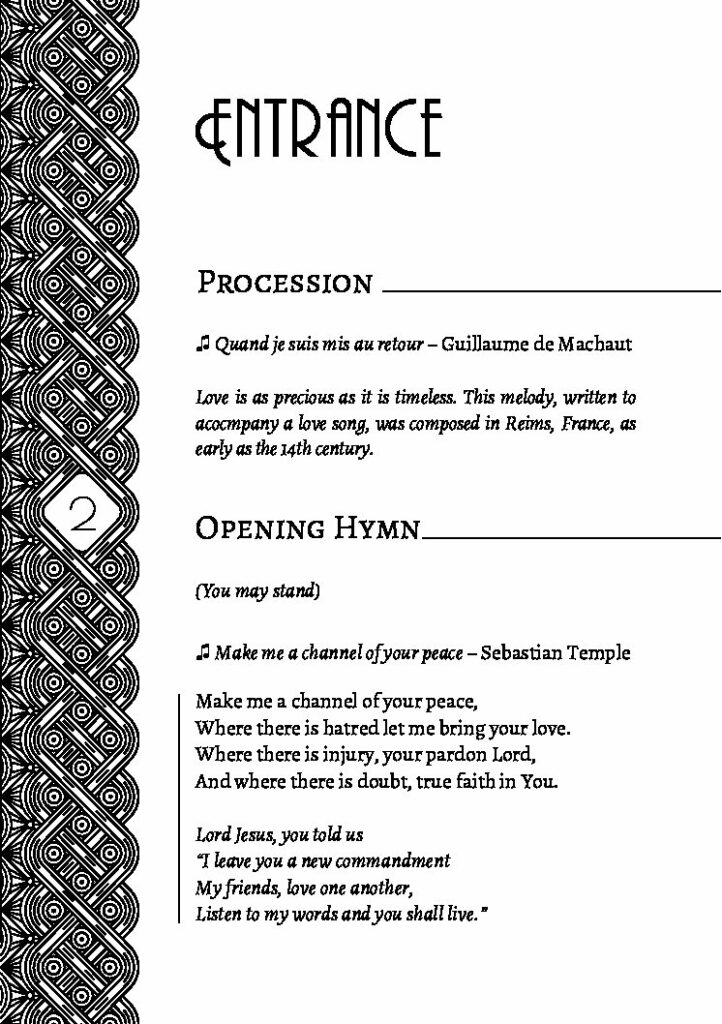 ENTRANCE
Procession
♫ Quand je suis mis au retour – Guillaume de Machaut
Love is as precious as it is timeless. This melody, written to
acocmpany a love song, was composed in Reims, France, as
early as the 14th century.
2
Opening Hymn
(You may stand)
♫ Make me a channel of your peace – Sebastian Temple
Make me a channel of your peace,
Where there is hatred let me bring your love.
Where there is injury, your pardon Lord,
And where there is doubt, true faith in You.
Lord Jesus, you told us
“I leave you a new commandment
My friends, love one another,
Listen to my words and you shall live.”